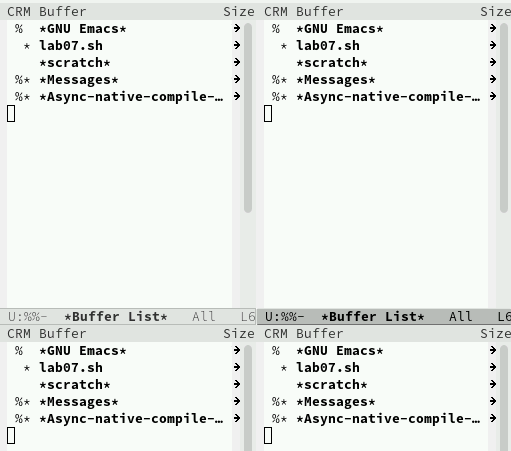 CRM Buffer Size
% *GNU Emacs*
* lab07.sh
*scratch*
%* *Messages*
%* *Async-native-compile-…
U:%%- *Buffer List* All L6
CRM Buffer Size
% *GNU Emacs*
* lab07.sh
*scratch*
%* *Messages*
%* *Async-native-compile-…
U:%%- *Buffer List* All L6
CRM Buffer Size
% *GNU Emacs*
* lab07.sh
*scratch*
%* *Messages*
%* *Async-native-compile-…
CRM Buffer Size
% *GNU Emacs*
* lab07.sh
*scratch*
%* *Messages*
%* *Async-native-compile-…